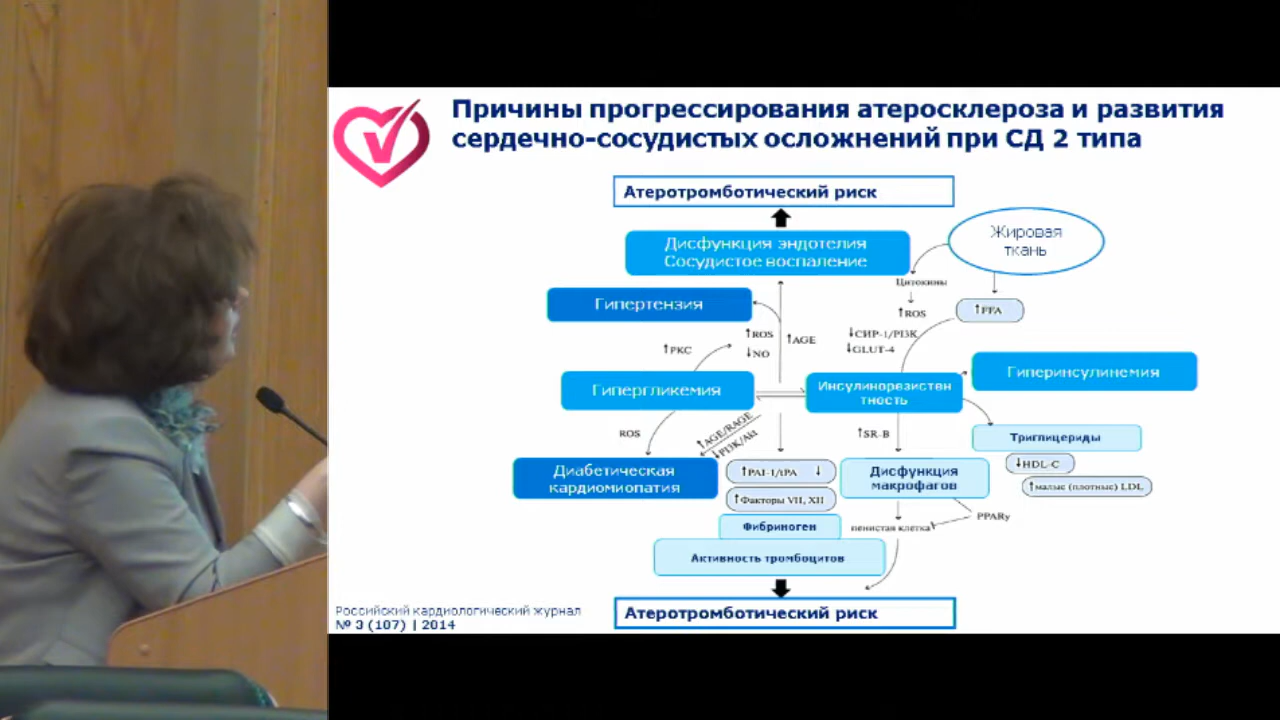 Причины прогрессирования атеросклероза и развития
сердечно-сосудистых осложнений при СД 2 типа
Атеротромботический риск
Дисфункция эндотелия
Сосудистое воспаление
Жировая
ткань
Цитокины
Гипертензия
↑ROS
↑FFA
↑ROS
↓NO
↑AGE
↓СИР-1/PI3K
↓GLUT-4
↑PKC
Гипергликемия
Инсулинорезистен
тность
Гиперинсулинемия
ROS
↑AGE/RAGE
↓PI3K/Akt
↑SR-B
Триглицериды
↓HDL-C
↑малые (плотные) LDL
Диабетическая
кардиомиопатия
↑PAI-1/tPA ↓
Дисфункция
макрофагов
↑Факторы VII, XII
PPARγ
Фибриноген
пенистая клетка
Активность тромбоцитов
Атеротромботический риск
Российский кардиологический журнал
№ 3 (107) | 2014